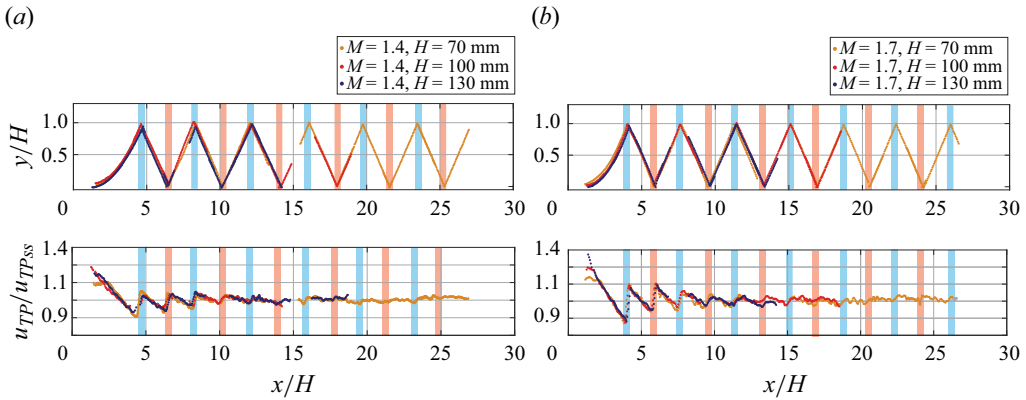 (a)
M = 1.4, H = 70 mm
M = 1.4, H = 100 mm
M = 1.4, H = 130 mm
1.0
0.5
y/H
0 5 10 15 20 25 30
1.4
1.1
0.9
u_TP/u_TPss
0 5 10 15 20 25 30
x/H
(b)
M = 1.7, H = 70 mm
M = 1.7, H = 100 mm
M = 1.7, H = 130 mm
1.0
0.5
0 5 10 15 20 25 30
1.4
1.1
0.9
0 5 10 15 20 25 30
x/H